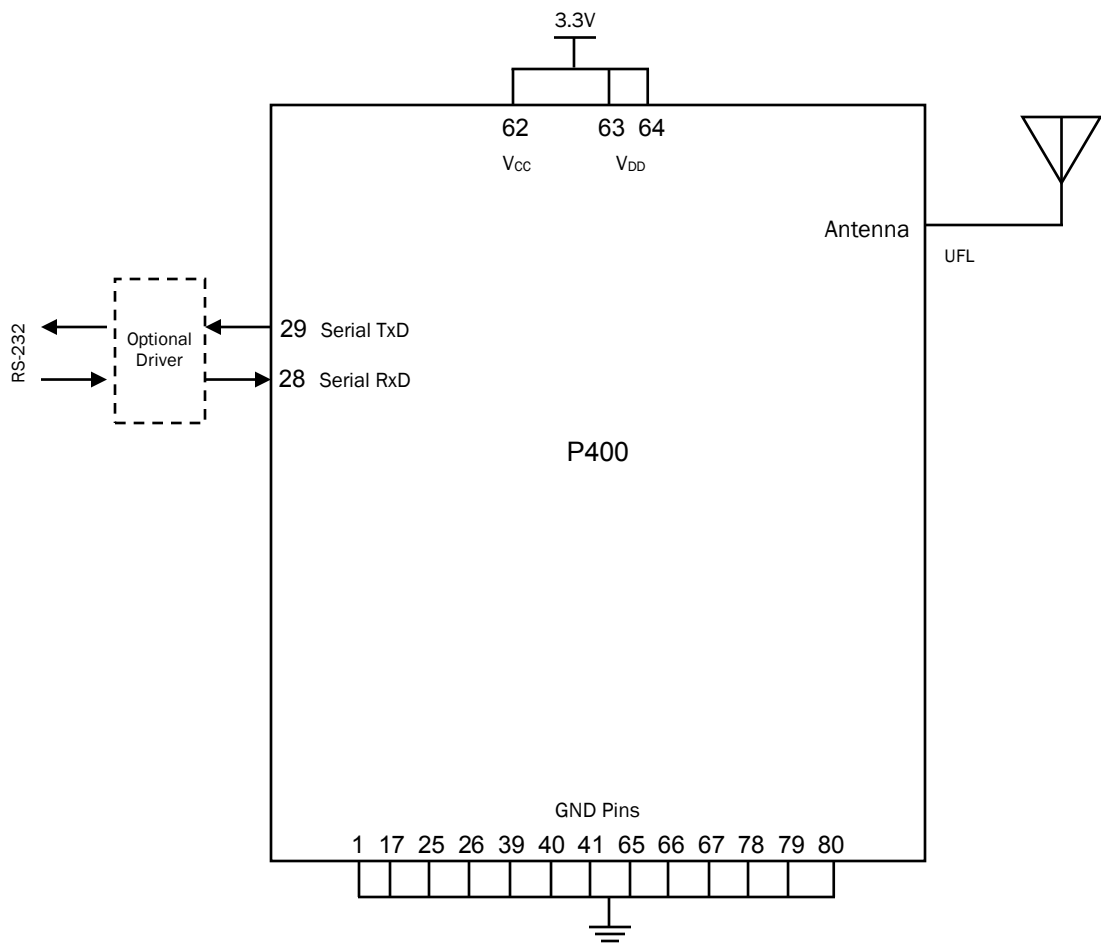 3.3V
62 63 64
VCC VDD
Antenna
UFL
RS-232
Optional
Driver
29 Serial TxD
28 Serial RxD
P400
GND Pins
1 17 25 26 39 40 41 65 66 67 78 79 80